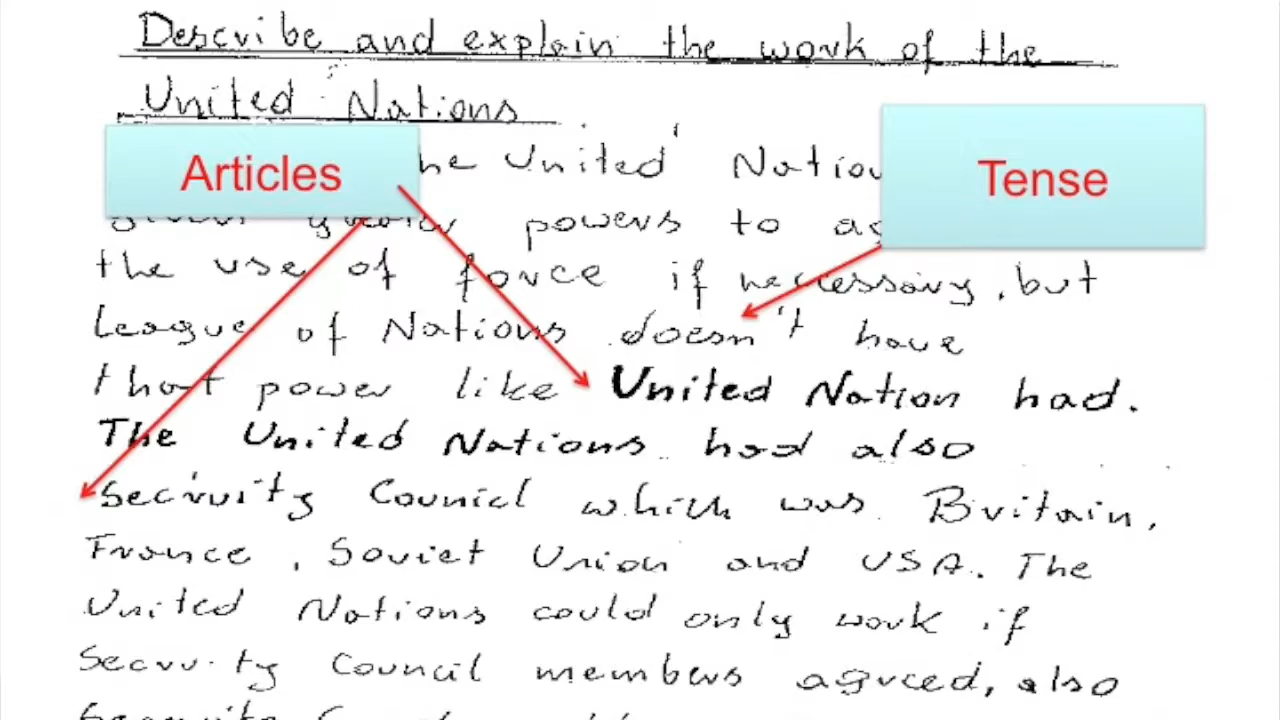 Describe and explain the work of the
United Nations
Articles
he United Natio
Tense
powers to
the use of force if necessary, but
League of Nations doesn't have
that power like United Nation had.
The United Nations had also
Security Counicl which was Britain,
France, Soviet Union and USA. The
United Nations could only work if
Security Council members agreed, also